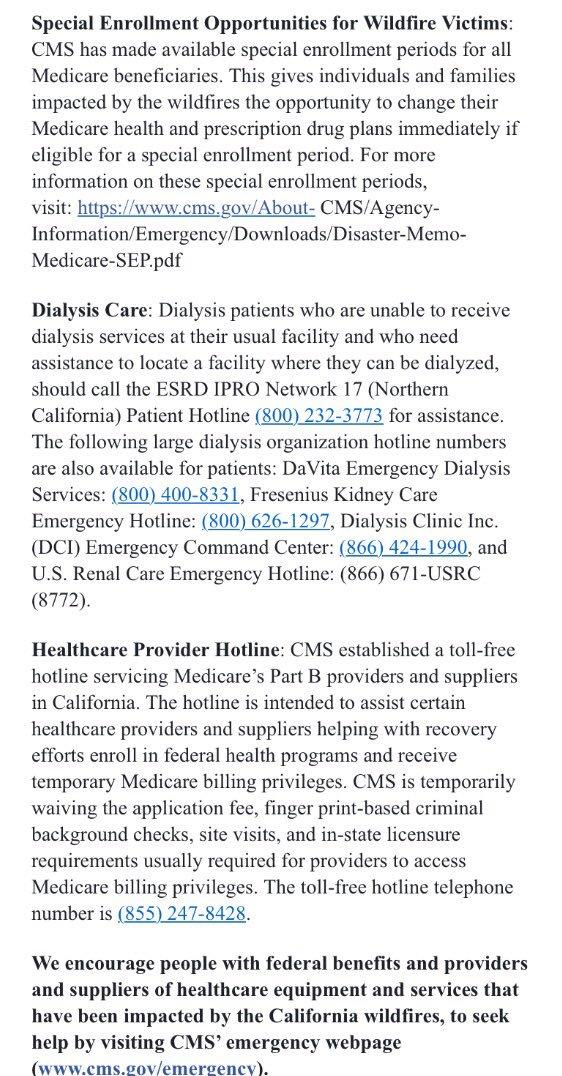 Special Enrollment Opportunities for Wildfire Victims:
CMS has made available special enrollment periods for all
Medicare beneficiaries. This gives individuals and families
impacted by the wildfires the opportunity to change their
Medicare health and prescription drug plans immediately if
eligible for a special enrollment period. For more
information on these special enrollment periods,
visit: https://www.cms.gov/About- CMS/Agency-
Information/Emergency/Downloads/Disaster-Memo-
Medicare-SEP.pdf
Dialysis Care: Dialysis patients who are unable to receive
dialysis services at their usual facility and who need
assistance to locate a facility where they can be dialyzed,
should call the ESRD IPRO Network 17 (Northern
California) Patient Hotline (800) 232-3773 for assistance.
The following large dialysis organization hotline numbers
are also available for patients: DaVita Emergency Dialysis
Services: (800) 400-8331, Fresenius Kidney Care
Emergency Hotline: (800) 626-1297, Dialysis Clinic Inc.
(DCI) Emergency Command Center: (866) 424-1990, and
U.S. Renal Care Emergency Hotline: (866) 671-USRC
(8772).
Healthcare Provider Hotline: CMS established a toll-free
hotline servicing Medicare’s Part B providers and suppliers
in California. The hotline is intended to assist certain
healthcare providers and suppliers helping with recovery
efforts enroll in federal health programs and receive
temporary Medicare billing privileges. CMS is temporarily
waiving the application fee, finger print-based criminal
background checks, site visits, and in-state licensure
requirements usually required for providers to access
Medicare billing privileges. The toll-free hotline telephone
number is (855) 247-8428.
We encourage people with federal benefits and providers
and suppliers of healthcare equipment and services that
have been impacted by the California wildfires, to seek
help by visiting CMS’ emergency webpage
(www.cms.gov/emergency).